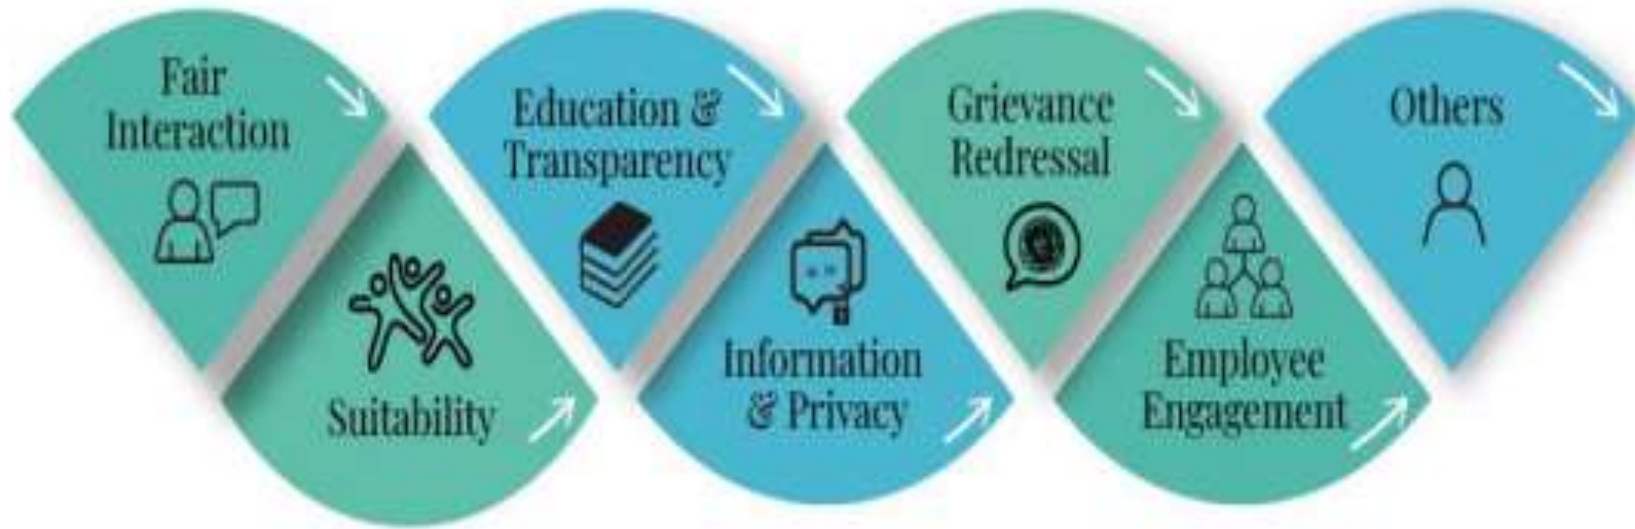 Fair
Interaction
Suitability
Education &
Transparency
Information
& Privacy
Grievance
Redressal
Employee
Engagement
Others